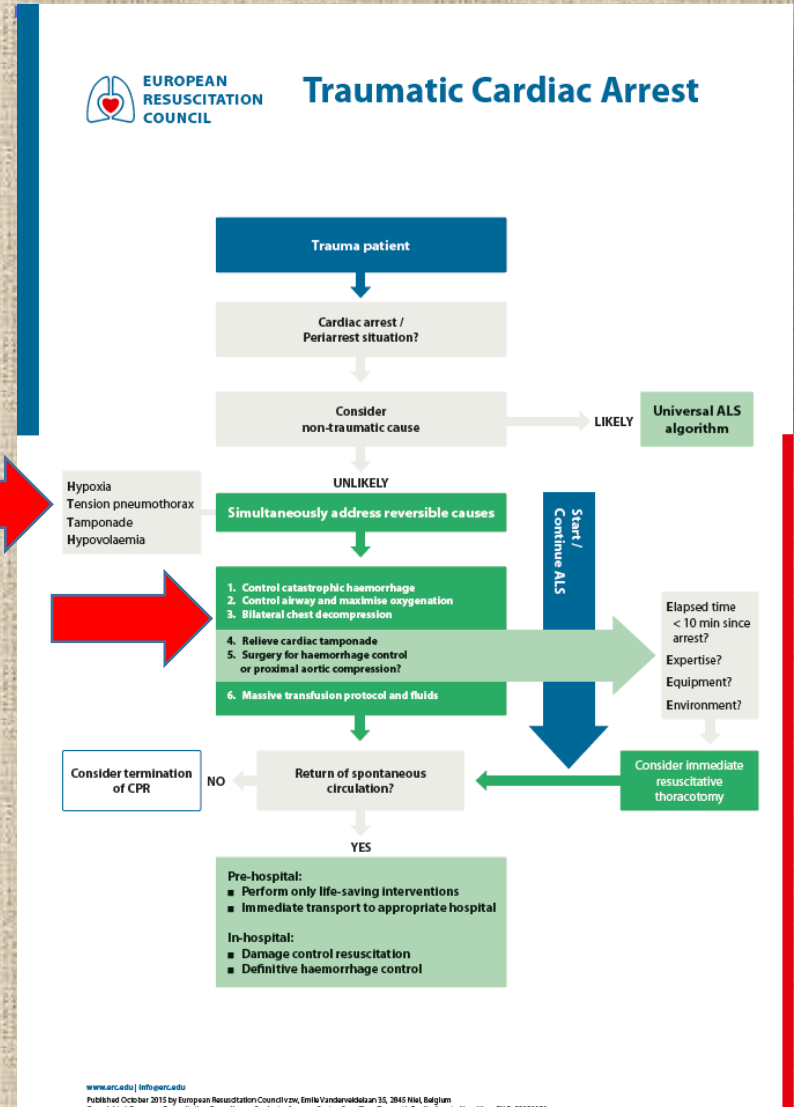 EUROPEAN
RESUSCITATION
COUNCIL
Traumatic Cardiac Arrest
Trauma patient
Cardiac arrest /
Periarrest situation?
Consider
non-traumatic cause
LIKELY
Universal ALS
algorithm
UNLIKELY
Hypoxia
Tension pneumothorax
Tamponade
Hypovolaemia
Simultaneously address reversible causes
Start /
Continue ALS
1. Control catastrophic haemorrhage
2. Control airway and maximise oxygenation
3. Bilateral chest decompression
4. Relieve cardiac tamponade
5. Surgery for haemorrhage control
or proximal aortic compression?
6. Massive transfusion protocol and fluids
Elapsed time
< 10 min since
arrest?
Expertise?
Equipment?
Environment?
Consider immediate
resuscitative
thoracotomy
Return of spontaneous
circulation?
NO
Consider termination
of CPR
YES
Pre-hospital:
■ Perform only life-saving interventions
■ Immediate transport to appropriate hospital
In-hospital:
■ Damage control resuscitation
■ Definitive haemorrhage control
www.erc.edu | info@erc.edu
Published October 2015 by European Resuscitation Council vzw, Emile Vanderveldelaan 35, 2845 Niel, Belgium